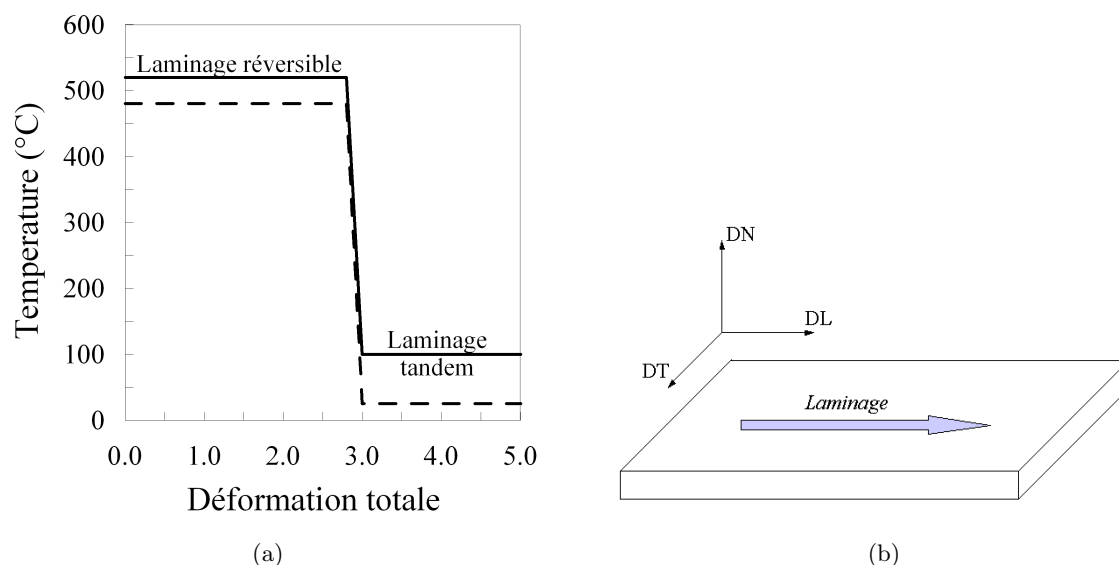 600
500
400
300
200
100
0
Temperature (°C)
Laminage réversible
Laminage
tandem
0.0 1.0 2.0 3.0 4.0 5.0
Déformation totale
(a)
DN
DL
DT
Laminage
(b)